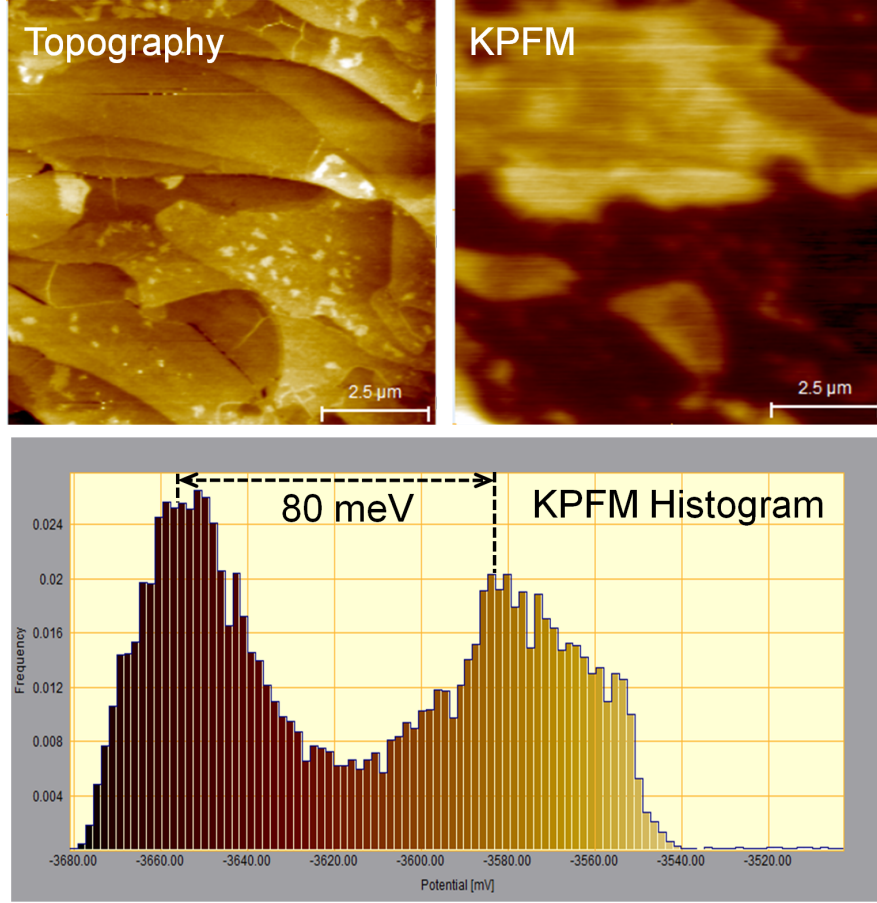 Topography
KPFM
2.5 µm
2.5 µm
80 meV
KPFM Histogram
0.024
0.02
0.016
0.012
0.008
0.004
Frequency
-3680.00 -3660.00 -3640.00 -3620.00 -3600.00 -3580.00 -3560.00 -3540.00 -3520.00
Potential [mV]